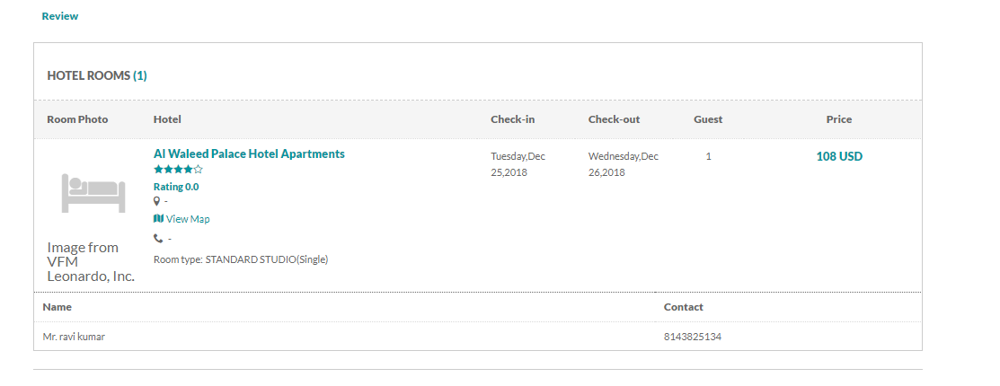 Review
HOTEL ROOMS (1)
Room Photo Hotel Check-in Check-out Guest Price
Al Waleed Palace Hotel Apartments
Rating 0.0
-
View Map
-
Room type: STANDARD STUDIO(Single)
Tuesday,Dec
25,2018
Wednesday,Dec
26,2018
1
108 USD
Image from
VFM
Leonardo, Inc.
Name Contact
Mr. ravi kumar 8143825134